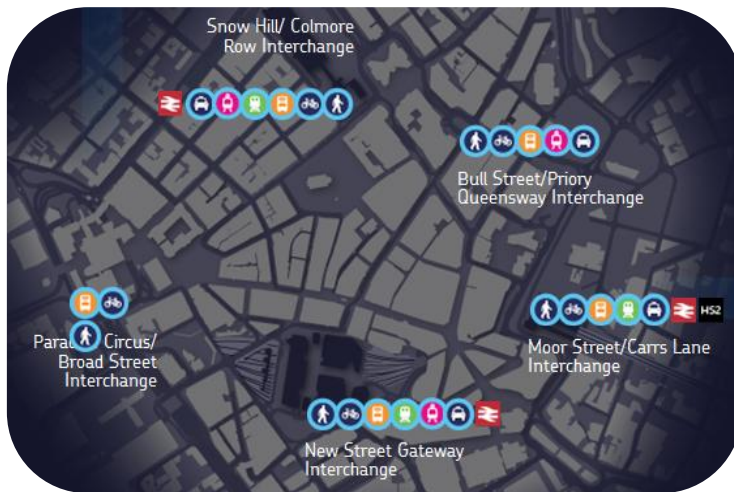 Snow Hill/ Colmore
Row Interchange
Bull Street/Priory
Queensway Interchange
HS2
Moor Street/Carrs Lane
Interchange
Circus/
Broad Street
Interchange
New Street Gateway
Interchange